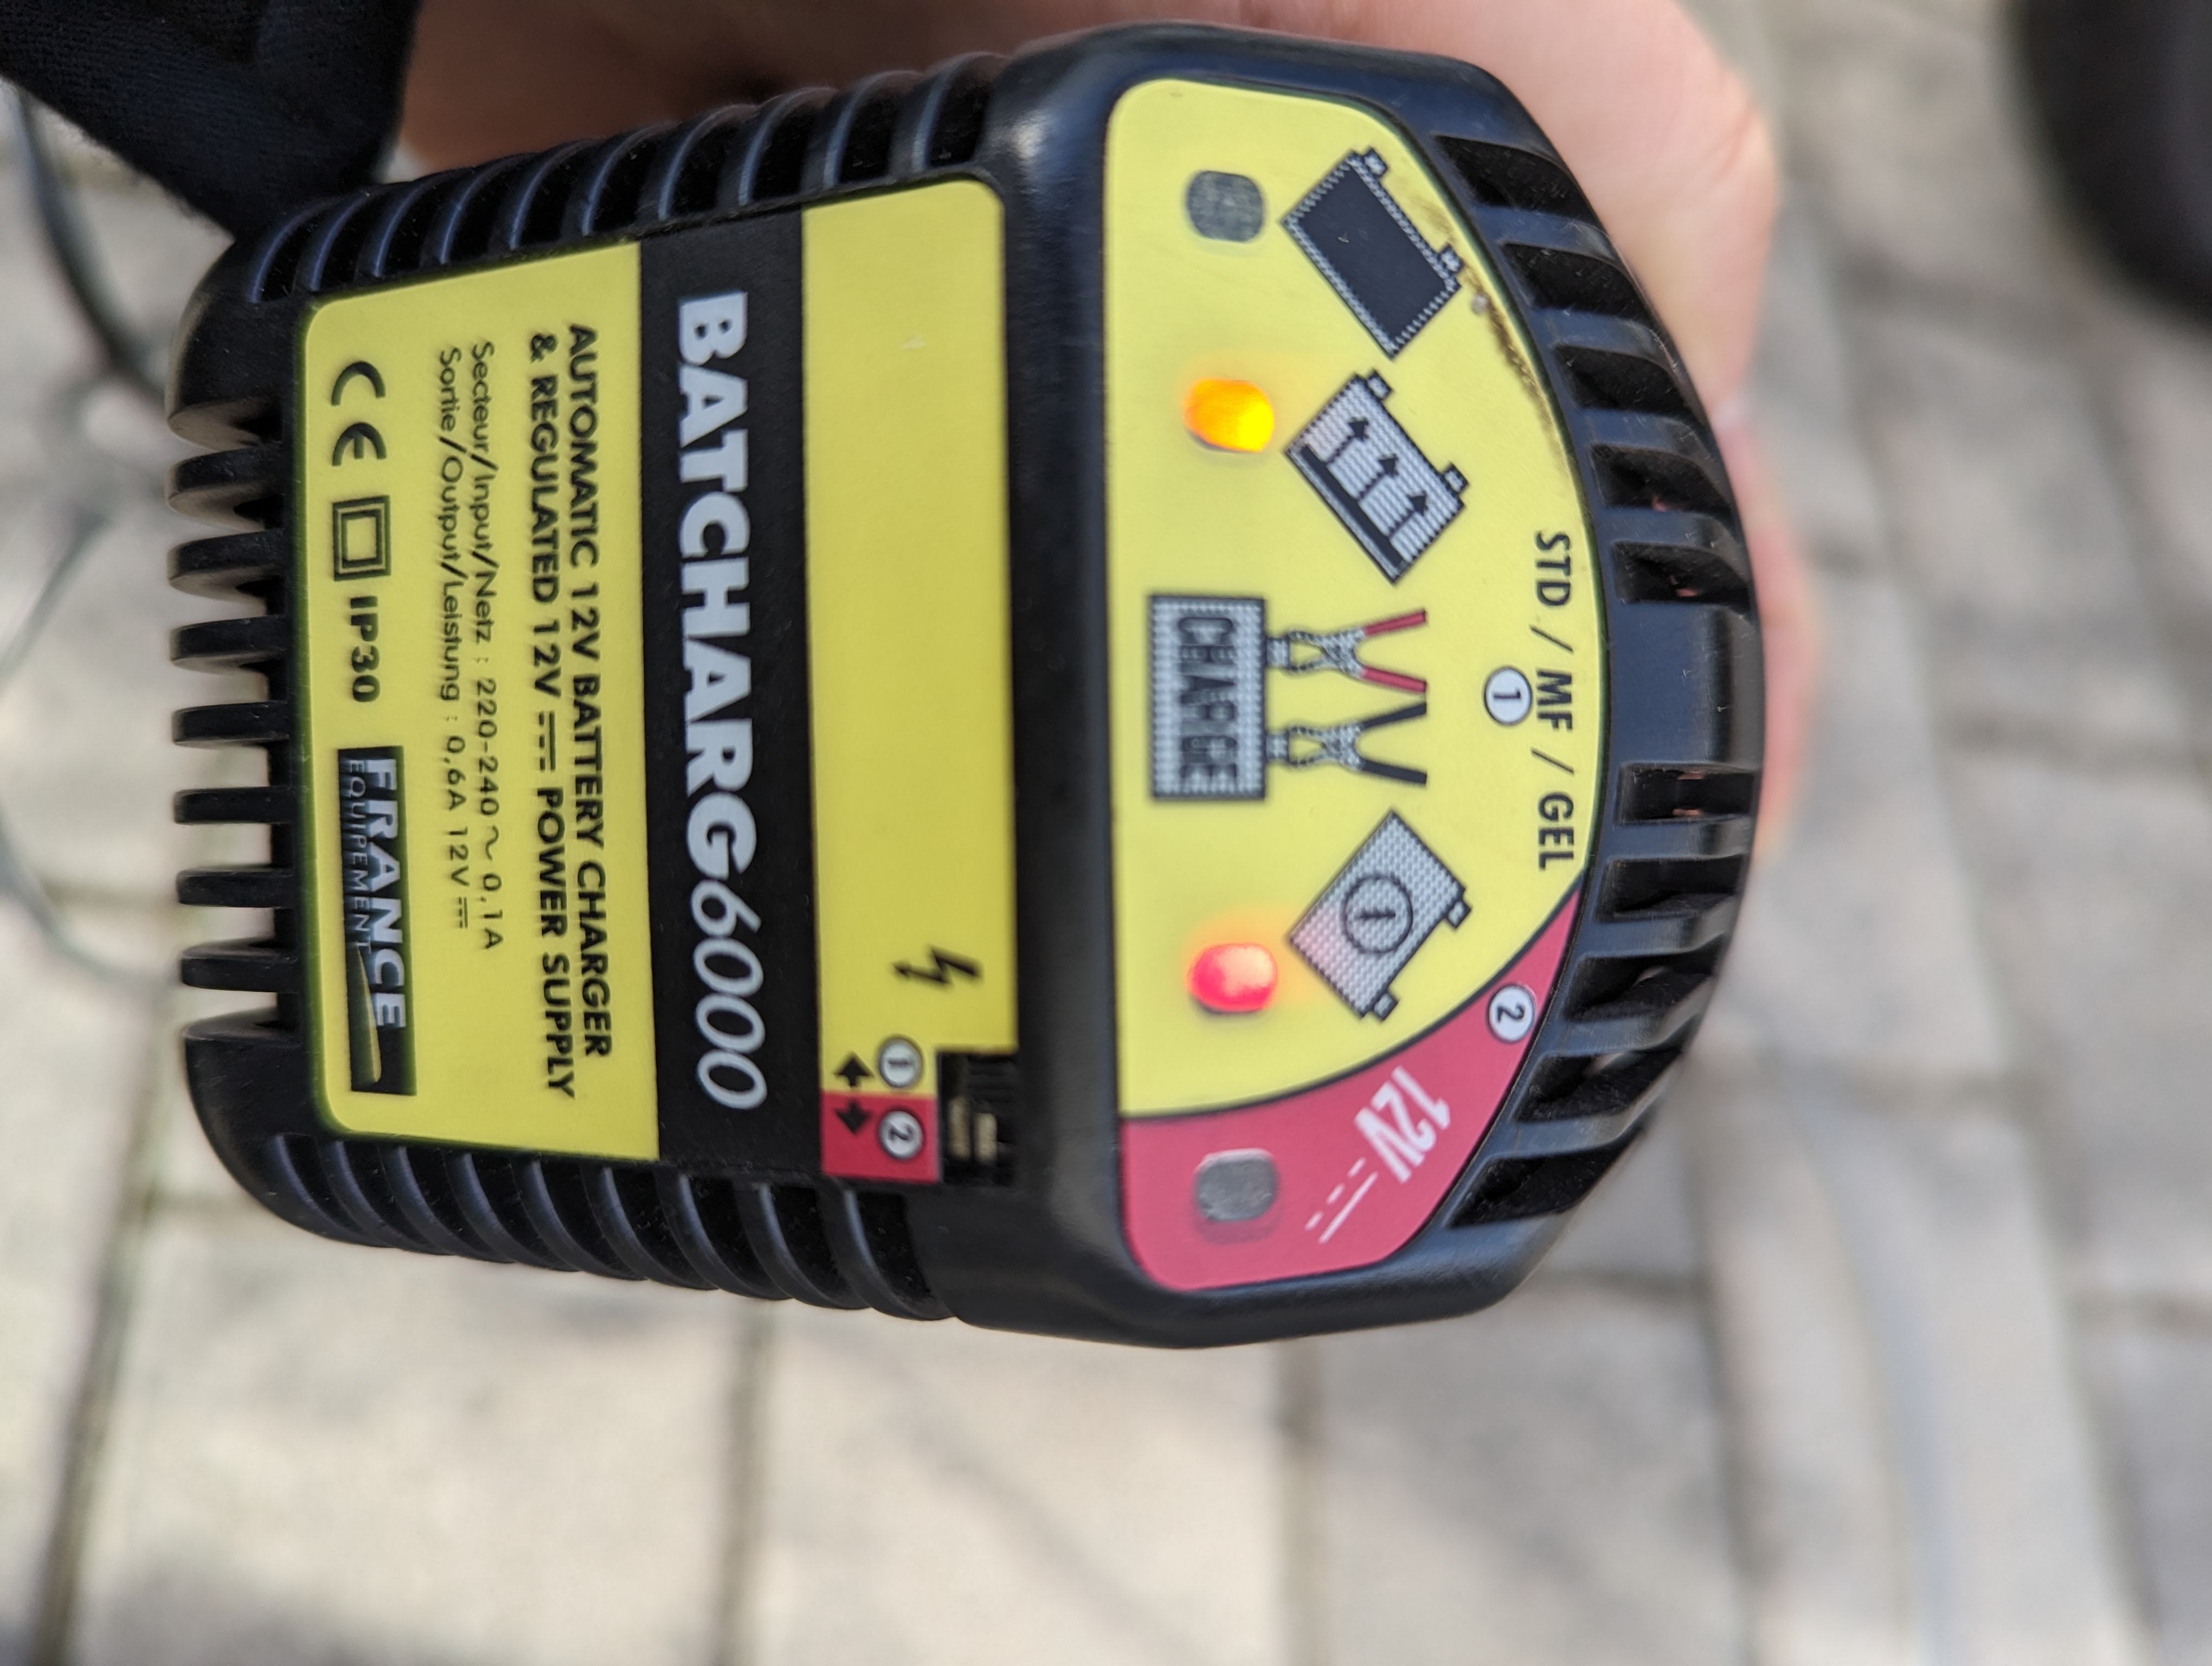 STD / MF / GEL
1
2
12V
CHARGE
1 2
BATCHARG6000
AUTOMATIC 12V BATTERY CHARGER
& REGULATED 12V ⎓ POWER SUPPLY
Secteur/Input/Netz : 220-240 ~ 0,1A
Sortie/Output/Leistung : 0,6A 12V ⎓
CE IP30 FRANCE
EQUIPEMENT